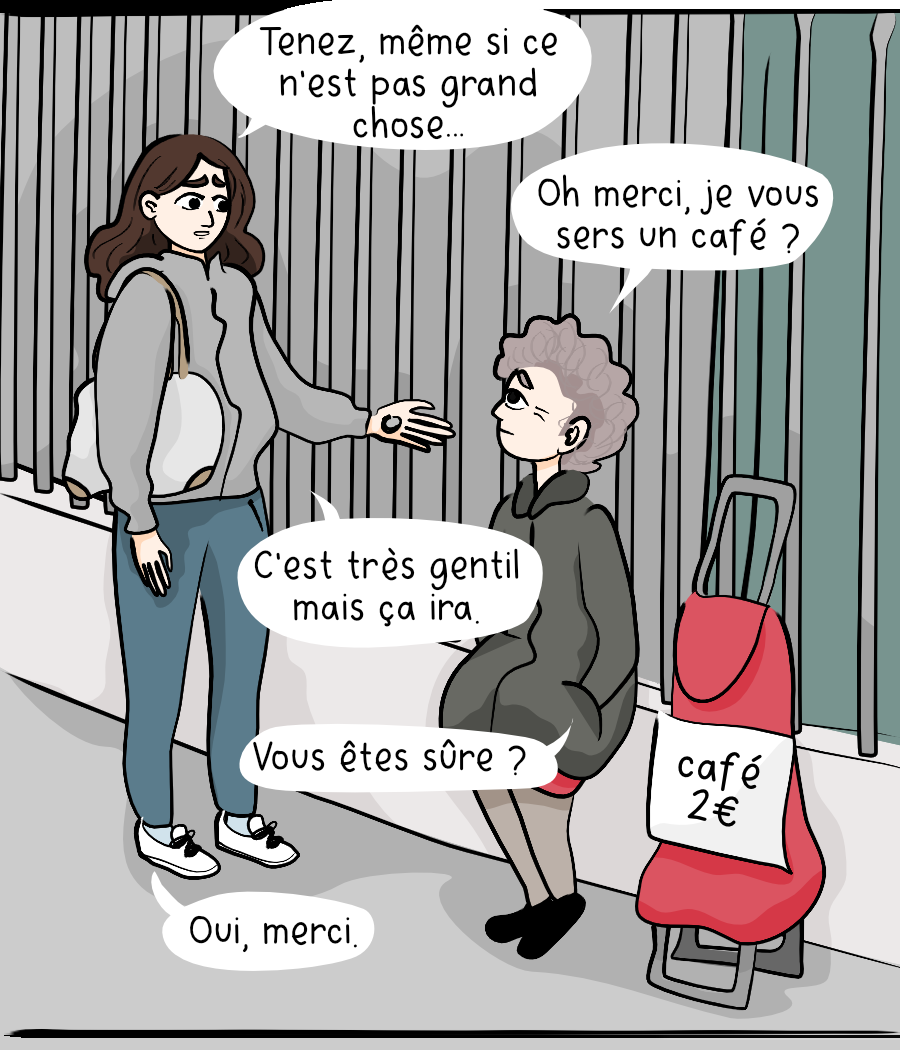 Tenez, même si ce
n'est pas grand
chose...
Oh merci, je vous
sers un café ?
C'est très gentil
mais ça ira.
Vous êtes sûre ?
café
2€
Oui, merci.